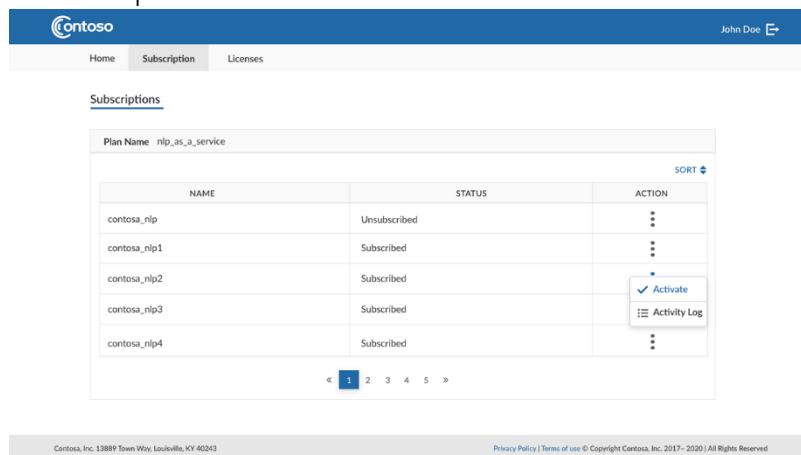 Contoso
John Doe
Home Subscription Licenses
Subscriptions
Plan Name nlp_as_a_service
SORT
NAME STATUS ACTION
contosa_nlp Unsubscribed
contosa_nlp1 Subscribed
contosa_nlp2 Subscribed
Activate
contosa_nlp3 Subscribed
Activity Log
contosa_nlp4 Subscribed
« 1 2 3 4 5 »
Contosa, Inc. 13889 Town Way, Louisville, KY 40243 Privacy Policy | Terms of use © Copyright Contosa, Inc. 2017– 2020 | All Rights Reserved